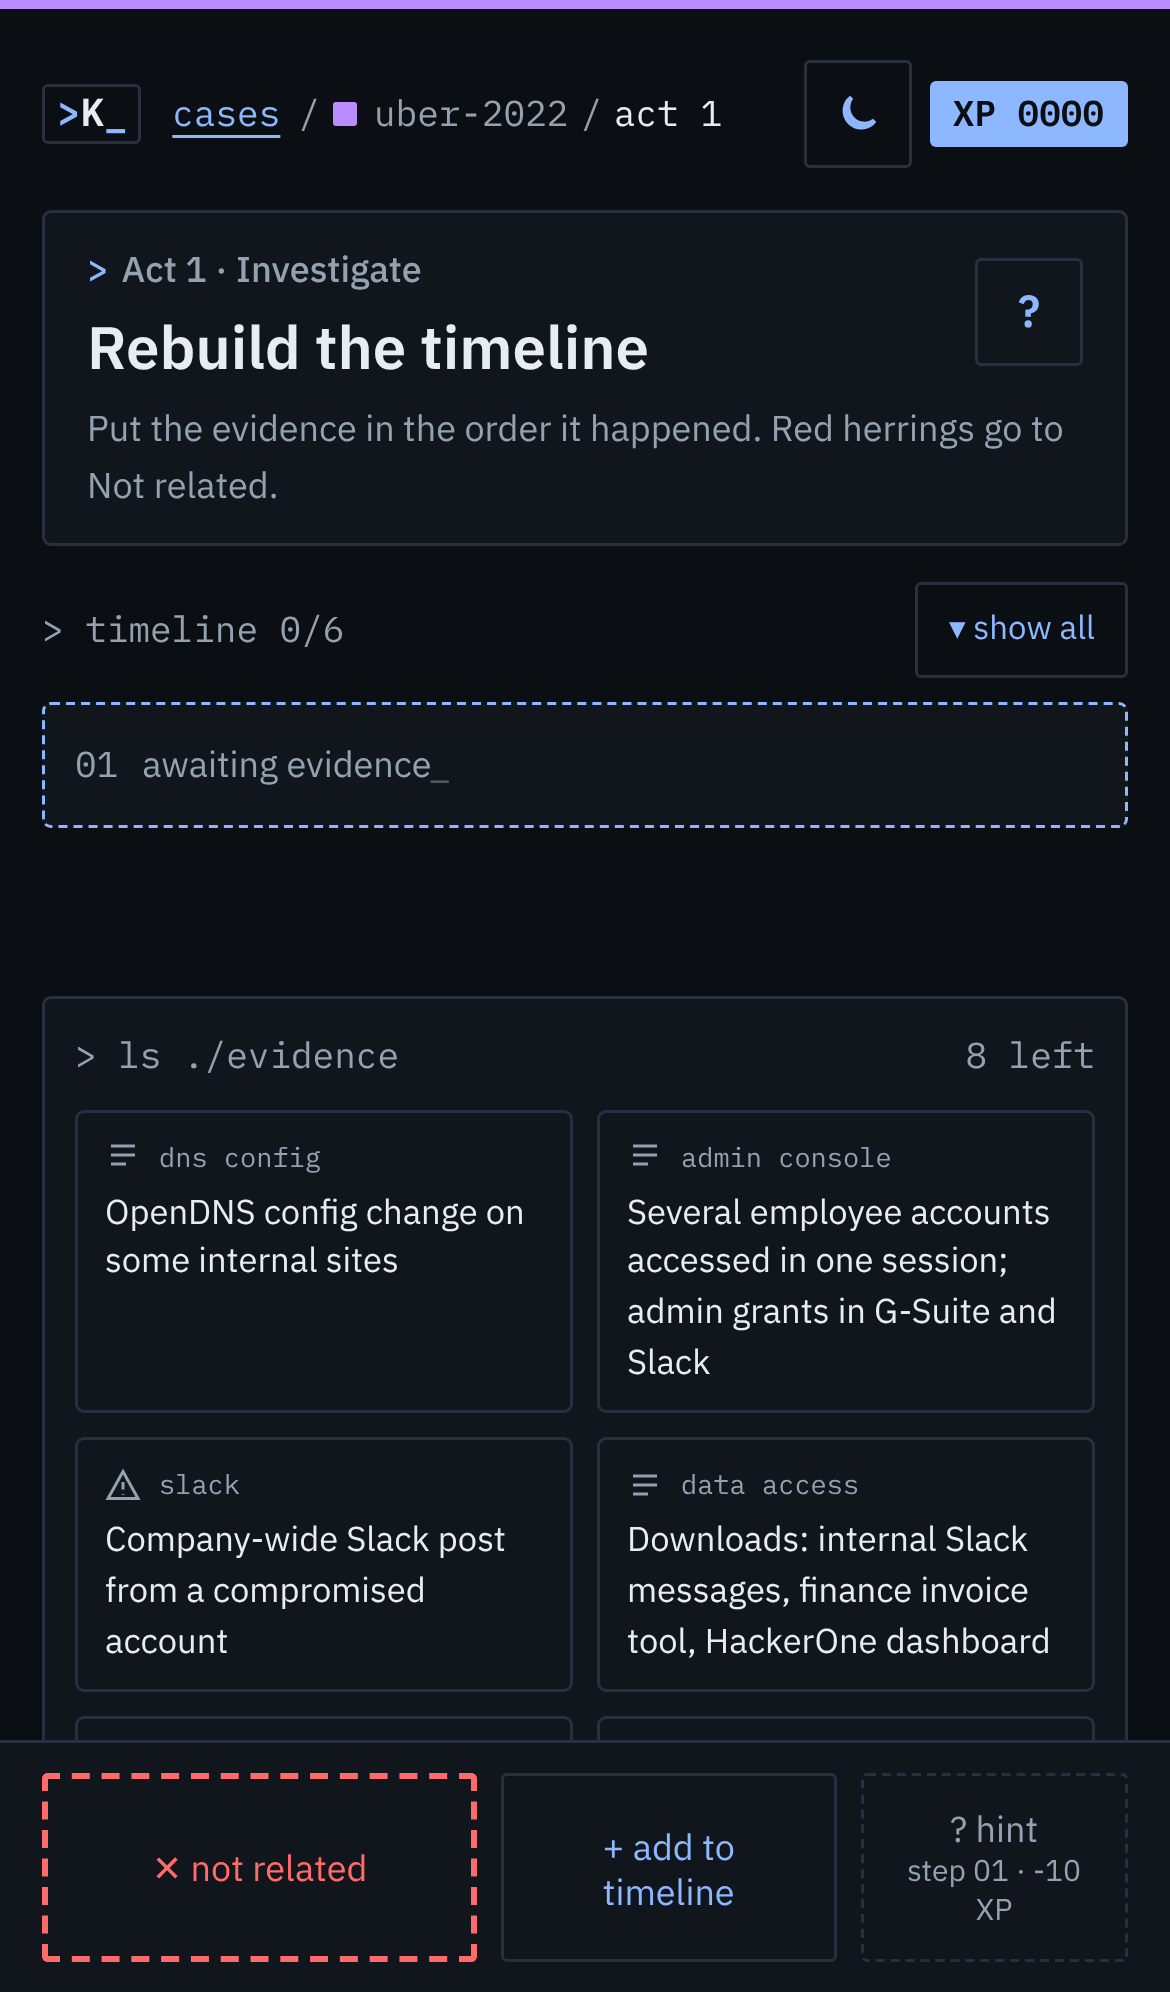 >K_ cases / uber-2022 / act 1 XP 0000
> Act 1 · Investigate
?
Rebuild the timeline
Put the evidence in the order it happened. Red herrings go to
Not related.
> timeline 0/6 ▾ show all
01 awaiting evidence_
> ls ./evidence 8 left
dns config
OpenDNS config change on
some internal sites
admin console
Several employee accounts
accessed in one session;
admin grants in G-Suite and
Slack
slack
Company-wide Slack post
from a compromised
account
data access
Downloads: internal Slack
messages, finance invoice
tool, HackerOne dashboard
✕ not related
+ add to
timeline
? hint
step 01 · -10
XP